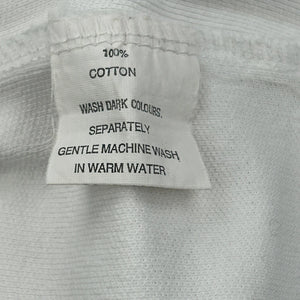 100%
COTTON
WASH DARK COLOURS.
SEPARATELY
GENTLE MACHINE WASH
IN WARM WATER